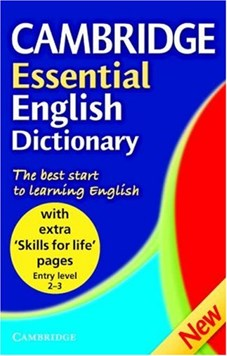 CAMBRIDGE
Essential
English
Dictionary
The best start
to learning English
with
extra
'Skills for life'
pages
Entry level
2–3
New
CAMBRIDGE